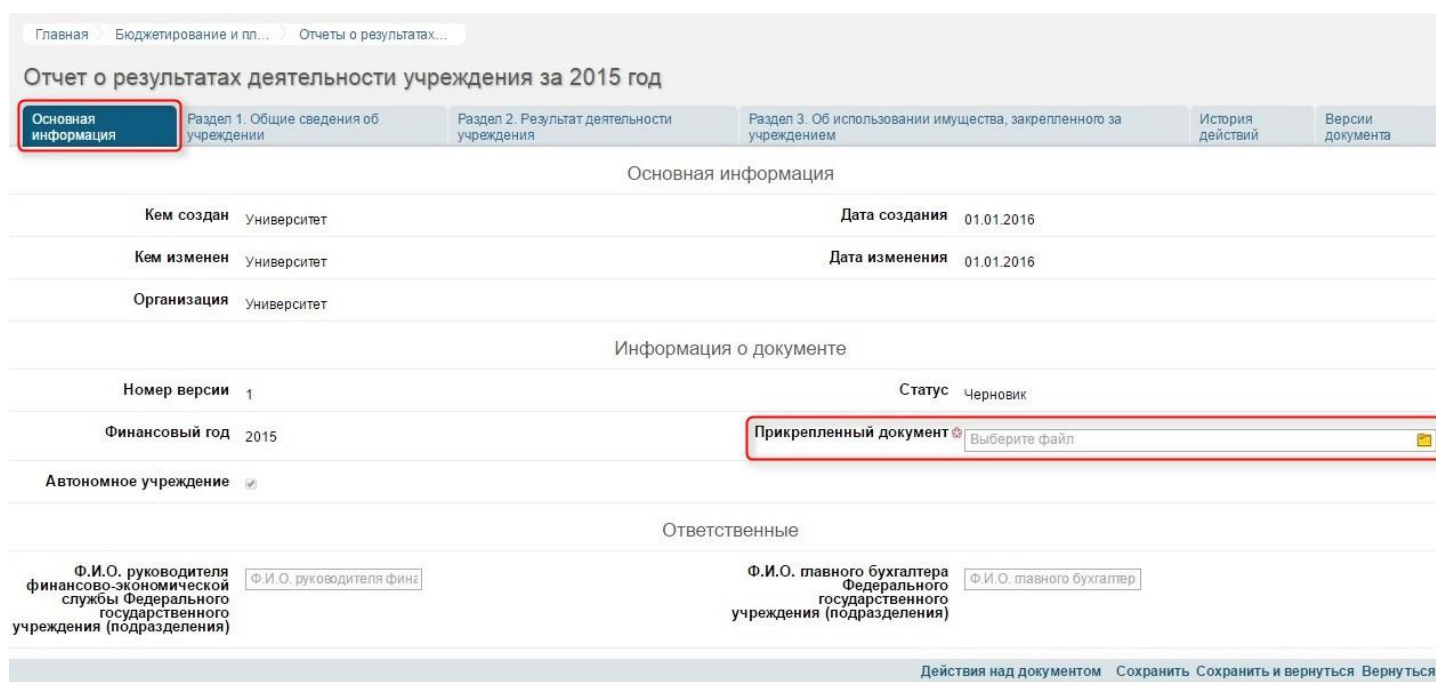 Главная Бюджетирование и пл... Отчеты о результатах...
Отчет о результатах деятельности учреждения за 2015 год
Основная
информация
Раздел 1. Общие сведения об
учреждении
Раздел 2. Результат деятельности
учреждения
Раздел 3. Об использовании имущества, закрепленного за
учреждением
История
действий
Версии
документа
Основная информация
Кем создан Университет Дата создания 01.01.2016
Кем изменен Университет Дата изменения 01.01.2016
Организация Университет
Информация о документе
Номер версии 1 Статус Черновик
Финансовый год 2015 Прикрепленный документ Выберите файл
Автономное учреждение
Ответственные
Ф.И.О. руководителя
финансово-экономической
службы Федерального
государственного
учреждения (подразделения)
Ф.И.О. руководителя фина
Ф.И.О. главного бухгалтера
Федерального
государственного
учреждения (подразделения)
Ф.И.О. главного бухгалтер
Действия над документом Сохранить Сохранить и вернуться Вернуться